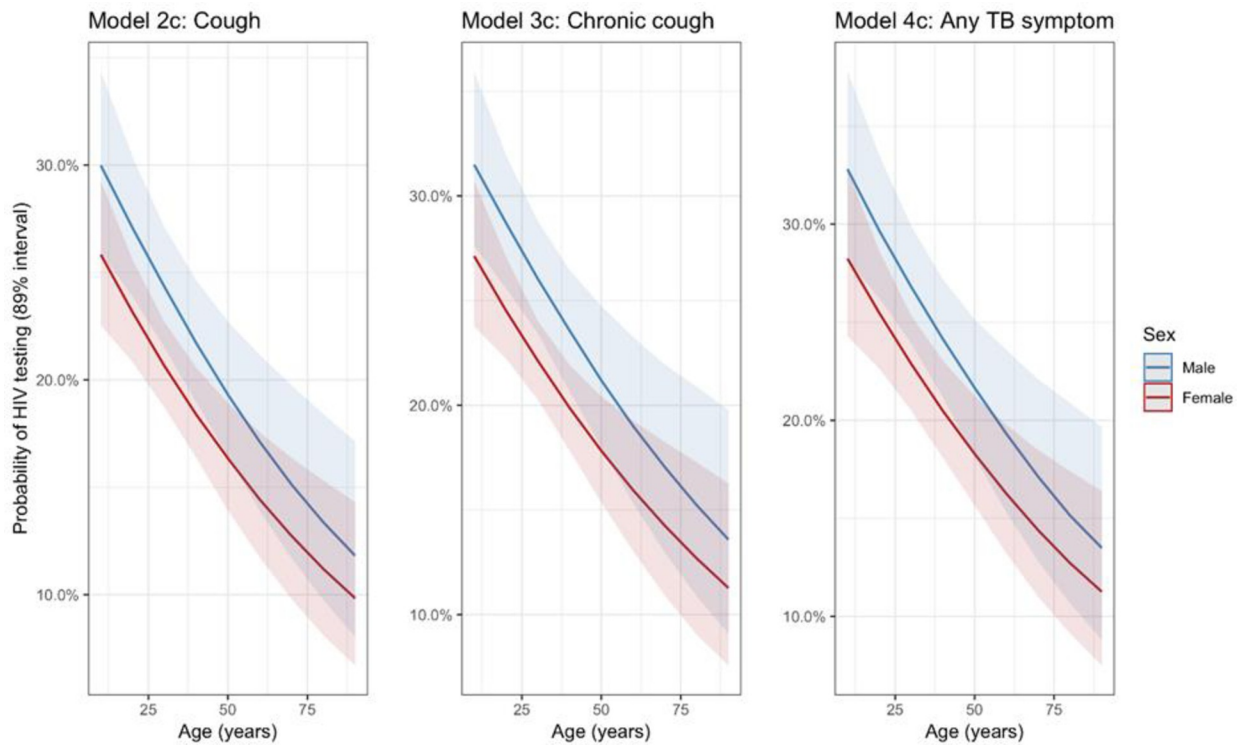 Model 2c: Cough
Model 3c: Chronic cough
Model 4c: Any TB symptom
Probability of HIV testing (89% interval)
30.0%
20.0%
10.0%
30.0%
20.0%
10.0%
30.0%
20.0%
10.0%
25 50 75
25 50 75
25 50 75
Age (years)
Age (years)
Age (years)
Sex
Male
Female